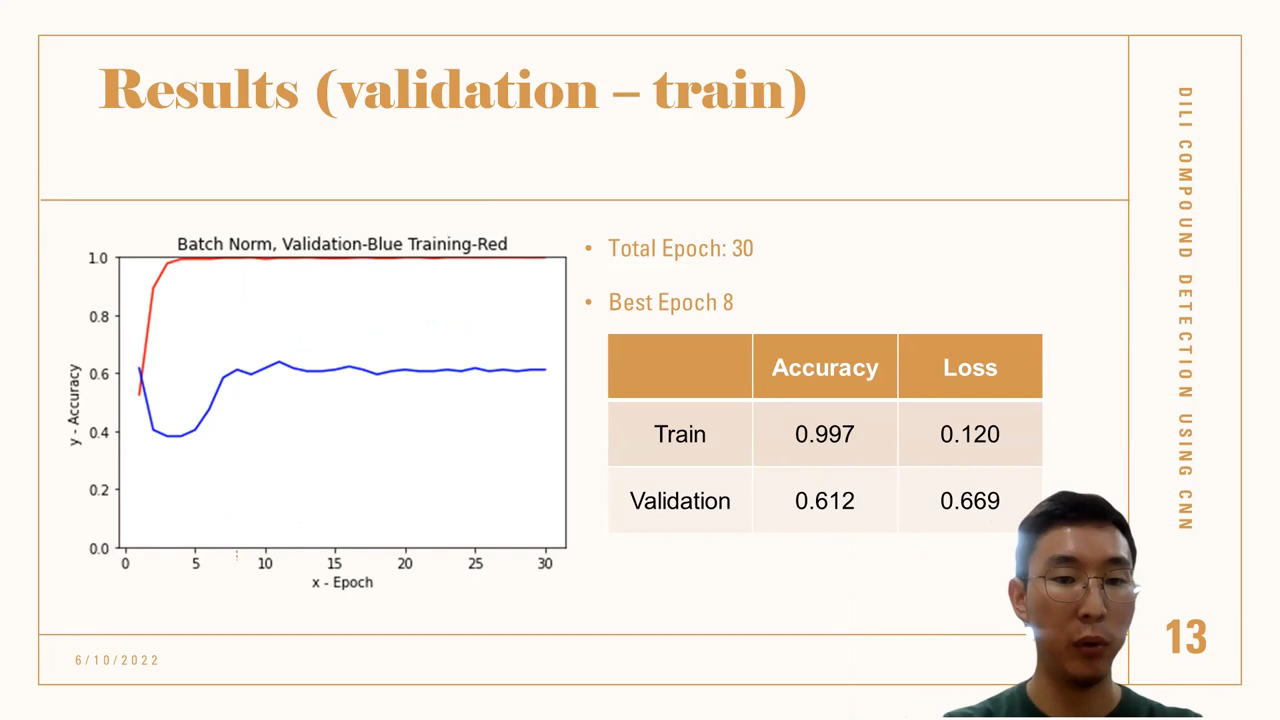 Results (validation – train)
DILI COMPOUND DETECTION USING CNN
Batch Norm, Validation-Blue Training-Red
y - Accuracy
1.0
0.8
0.6
0.4
0.2
0.0
0 5 10 15 20 25 30
x - Epoch
• Total Epoch: 30
• Best Epoch 8
Accuracy Loss
Train 0.997 0.120
Validation 0.612 0.669
6/10/2022
13